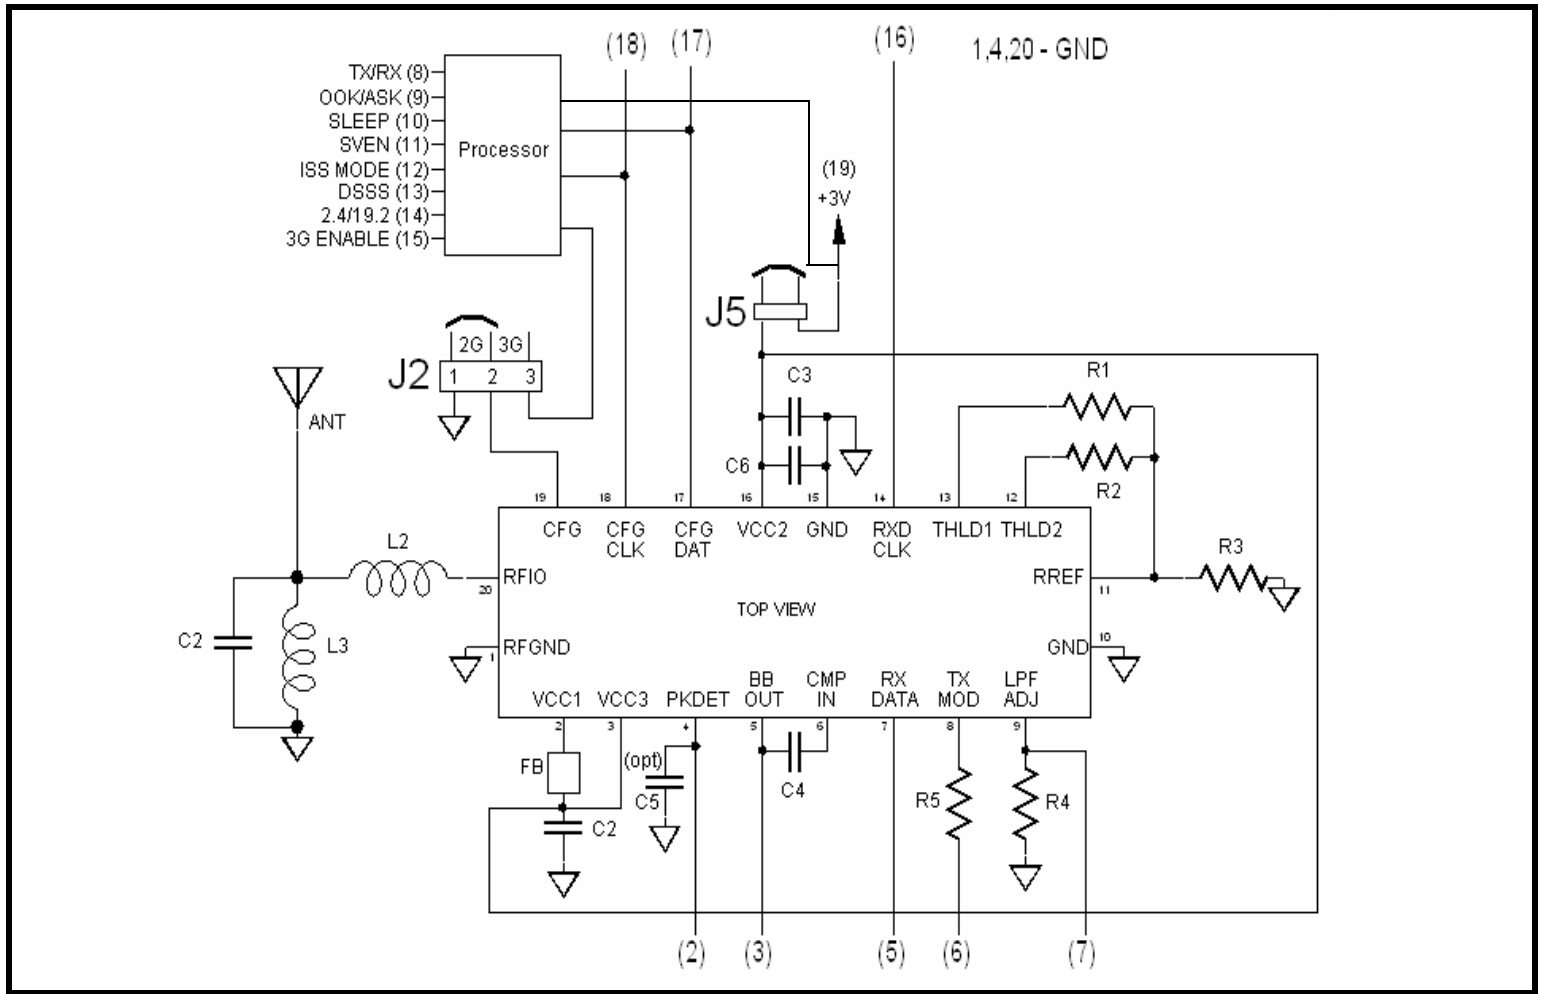 (18) (17) (16) 1,4,20 - GND
TX/RX (8)
OOK/ASK (9)
SLEEP (10)
SVEN (11)
ISS MODE (12)
DSSS (13)
2.4/19.2 (14)
3G ENABLE (15)
Processor
(19)
+3V
J5
2G 3G
J2 1 2 3
ANT
C3
C6
R1
R2
R3
19 18 17 16 15 14 13 12
CFG CFG CFG VCC2 GND RXD THLD1 THLD2
CLK DAT CLK
L2
RFIO RREF
20 11
TOP VIEW
C2 L3
RFGND GND
1 10
BB CMP RX TX LPF
VCC1 VCC3 PKDET OUT IN DATA MOD ADJ
2 3 4 5 6 7 8 9
FB (opt)
C5 C4 R5 R4
C2
(2) (3) (5) (6) (7)